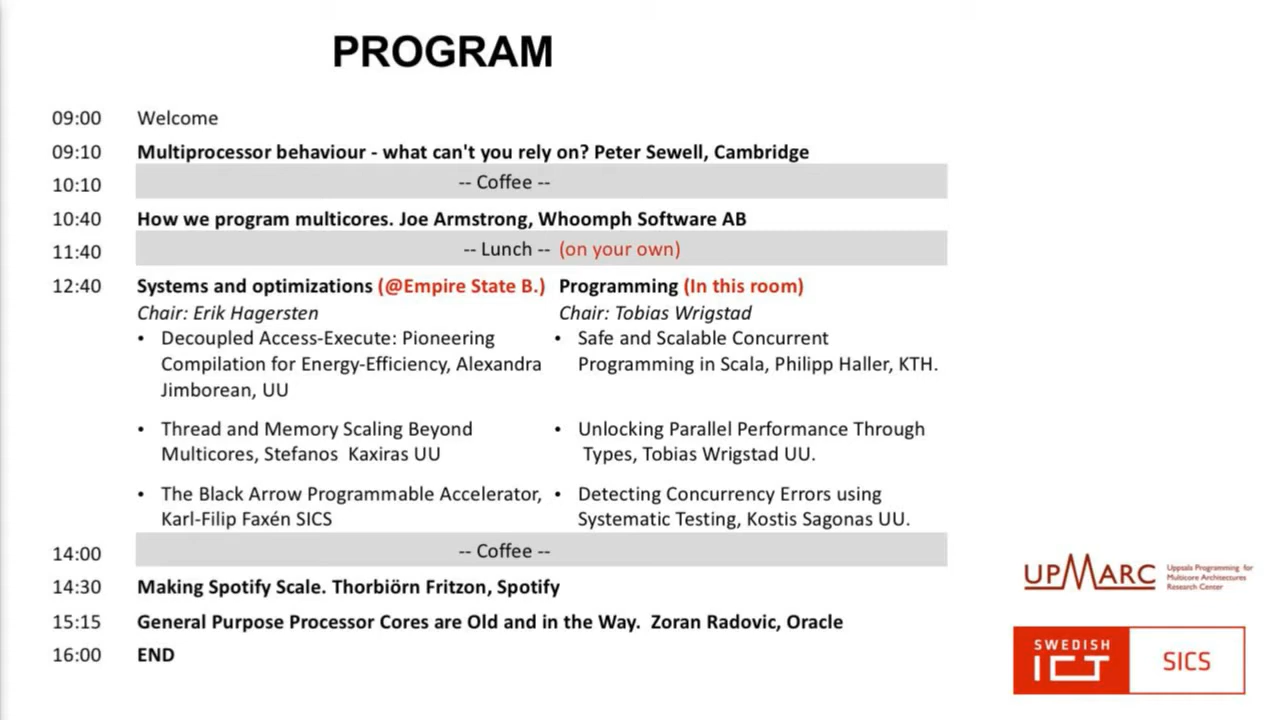 PROGRAM
09:00 Welcome
09:10 Multiprocessor behaviour - what can't you rely on? Peter Sewell, Cambridge
10:10 -- Coffee --
10:40 How we program multicores. Joe Armstrong, Whoomph Software AB
11:40 -- Lunch -- (on your own)
12:40 Systems and optimizations (@Empire State B.) Programming (In this room)
Chair: Erik Hagersten
• Decoupled Access-Execute: Pioneering
Compilation for Energy-Efficiency, Alexandra
Jimborean, UU
• Thread and Memory Scaling Beyond
Multicores, Stefanos Kaxiras UU
• The Black Arrow Programmable Accelerator,
Karl-Filip Faxén SICS
Chair: Tobias Wrigstad
• Safe and Scalable Concurrent
Programming in Scala, Philipp Haller, KTH.
• Unlocking Parallel Performance Through
Types, Tobias Wrigstad UU.
• Detecting Concurrency Errors using
Systematic Testing, Kostis Sagonas UU.
14:00 -- Coffee --
14:30 Making Spotify Scale. Thorbiörn Fritzon, Spotify
15:15 General Purpose Processor Cores are Old and in the Way. Zoran Radovic, Oracle
16:00 END
UPMARC
Uppsala Programming for
Multicore Architectures
Research Center
SWEDISH
ICT
SICS